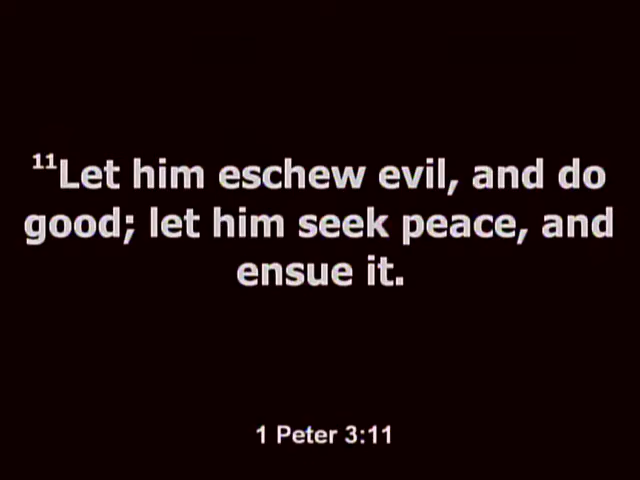 ¹¹Let him eschew evil, and do
good; let him seek peace, and
ensue it.
1 Peter 3:11